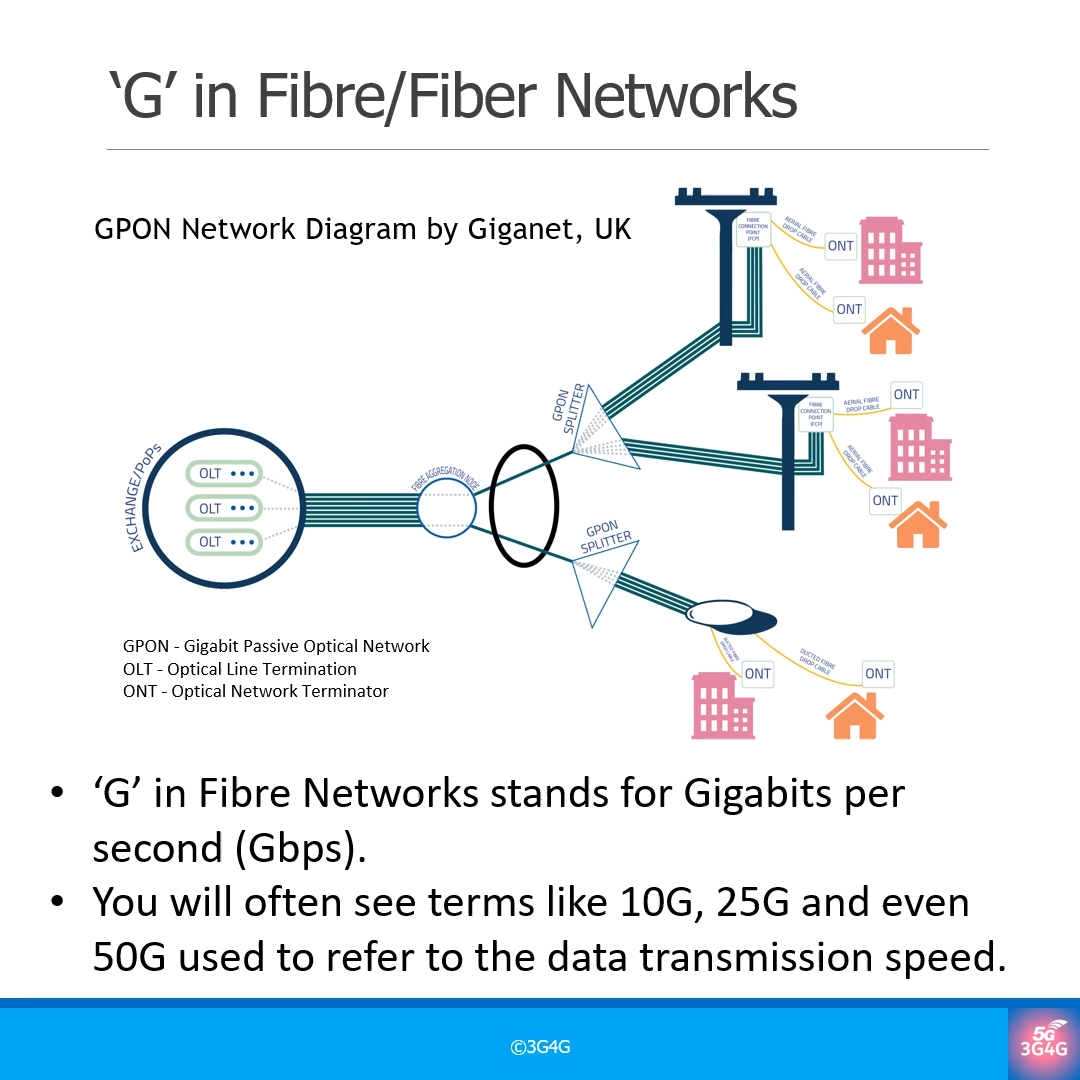 ‘G’ in Fibre/Fiber Networks
GPON Network Diagram by Giganet, UK
FIBRE
CONNECTION
POINT
(FCP)
AERIAL FIBRE
DROP CABLE
ONT
AERIAL FIBRE
DROP CABLE
ONT
GPON
SPLITTER
FIBRE
CONNECTION
POINT
(FCP)
AERIAL FIBRE
DROP CABLE
ONT
AERIAL FIBRE
DROP CABLE
ONT
EXCHANGE/PoPs
OLT
OLT
OLT
FIBRE AGGREGATION NODE
GPON
SPLITTER
DUCTED FIBRE
DROP CABLE
ONT
DUCTED FIBRE
DROP CABLE
ONT
GPON - Gigabit Passive Optical Network
OLT - Optical Line Termination
ONT - Optical Network Terminator
• ‘G’ in Fibre Networks stands for Gigabits per
second (Gbps).
• You will often see terms like 10G, 25G and even
50G used to refer to the data transmission speed.
©3G4G
5G
3G4G